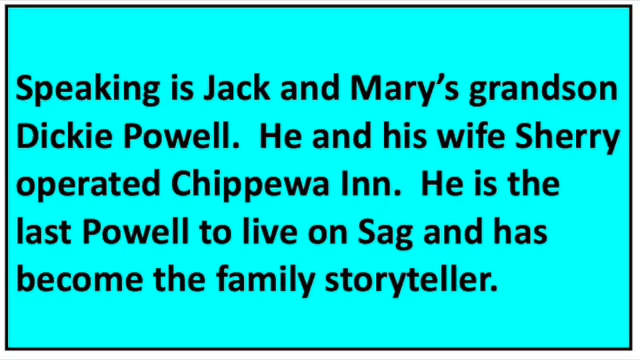 Speaking is Jack and Mary’s grandson
Dickie Powell.  He and his wife Sherry
operated Chippewa Inn.  He is the
last Powell to live on Sag and has
become the family storyteller.